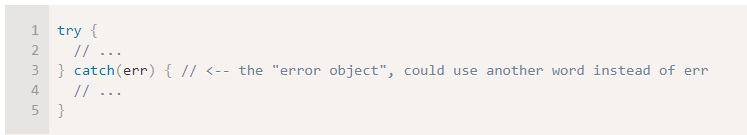 1 try {
2   // ...
3 } catch(err) { // <-- the "error object", could use another word instead of err
4   // ...
5 }